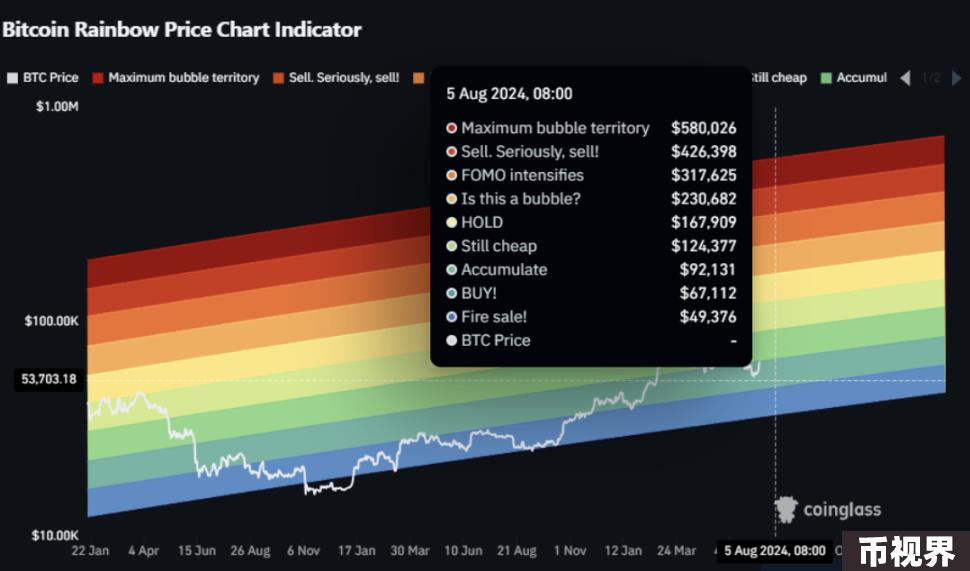 Bitcoin Rainbow Price Chart Indicator
BTC Price
Maximum bubble territory
Sell. Seriously, sell!
Still cheap
Accumul
1/2
5 Aug 2024, 08:00
Maximum bubble territory $580,026
Sell. Seriously, sell! $426,398
FOMO intensifies $317,625
Is this a bubble? $230,682
HOLD $167,909
Still cheap $124,377
Accumulate $92,131
BUY! $67,112
Fire sale! $49,376
BTC Price -
$1.00M
$100.00K
53,703.18
$10.00K
coinglass
22 Jan 4 Apr 15 Jun 26 Aug 6 Nov 17 Jan 30 Mar 10 Jun 21 Aug 1 Nov 12 Jan 24 Mar 5 Aug 2024, 08:00
币视界